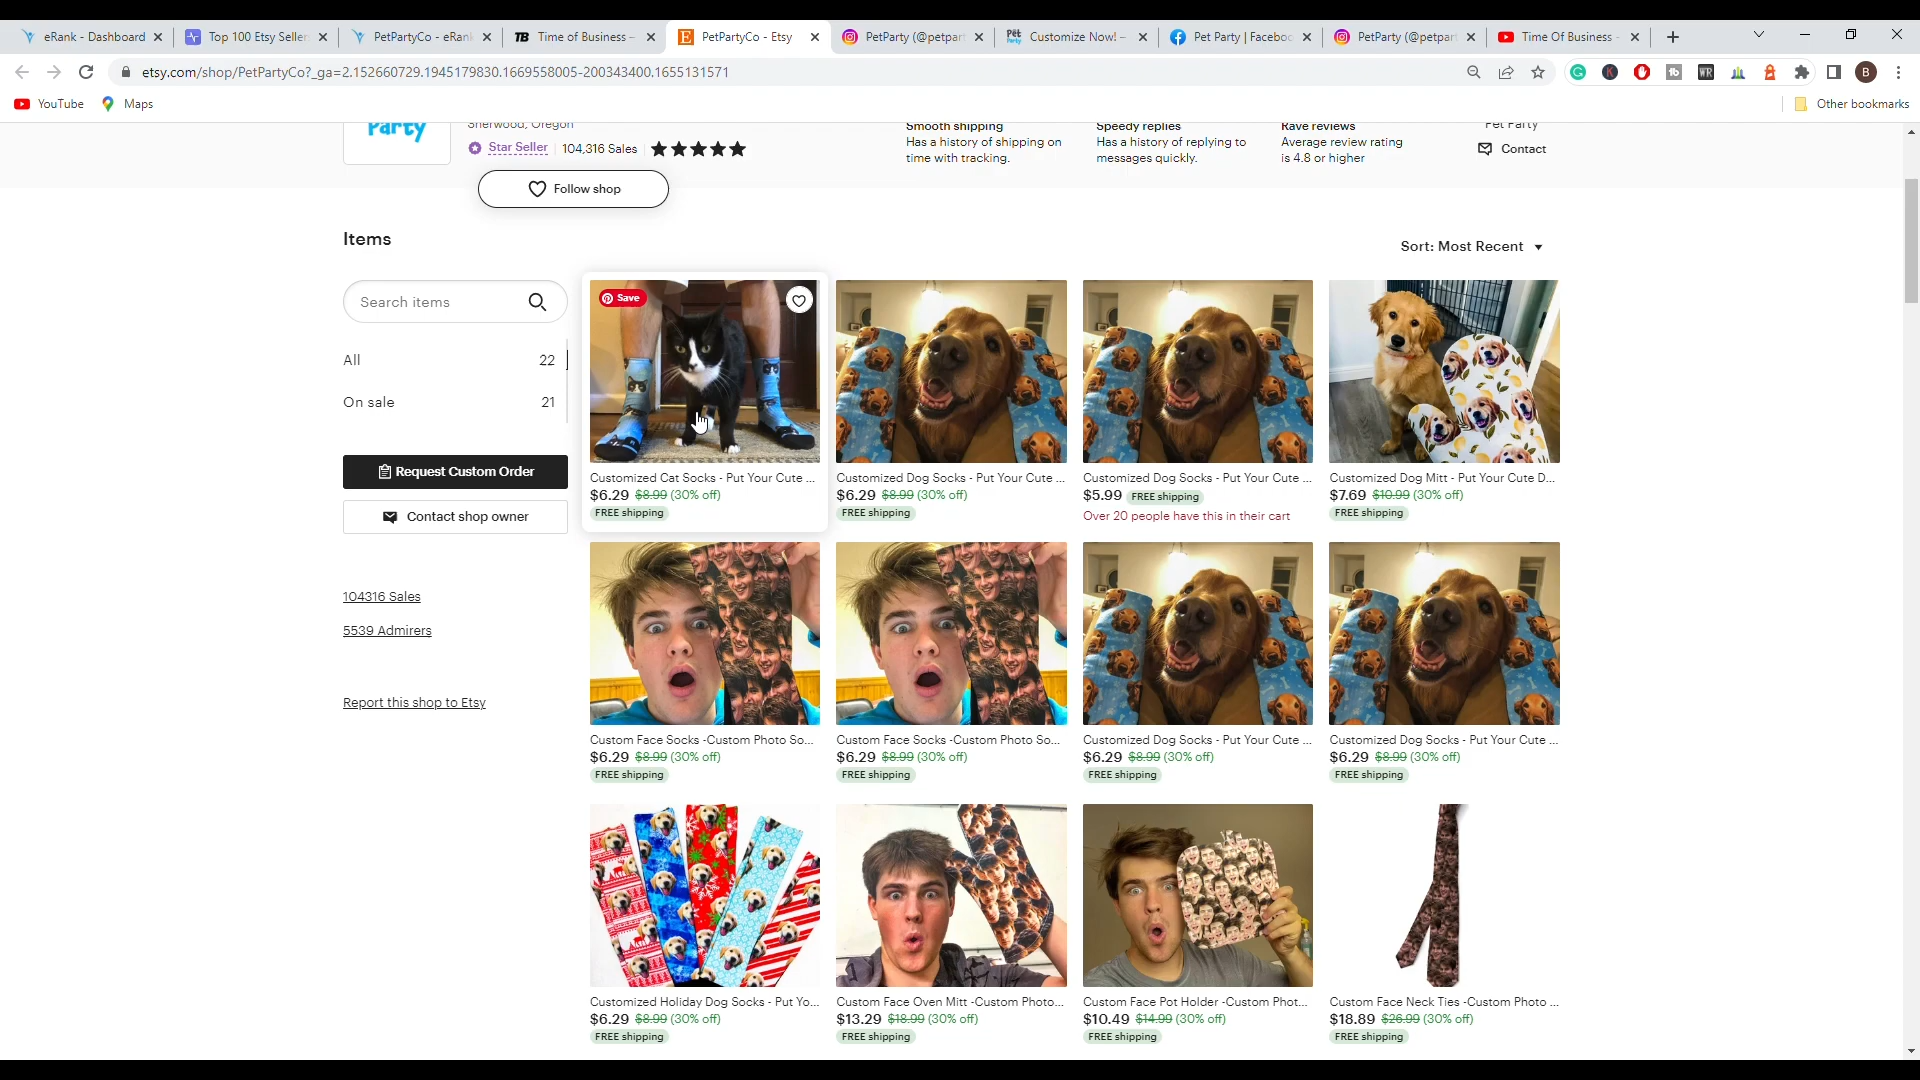 eRank - Dashboard
Top 100 Etsy Seller
PetPartyCo - eRank
TB Time of Business -
PetPartyCo - Etsy
PetParty (@petpar
Customize Now! -
Pet Party | Faceboo
PetParty (@petpar
Time Of Business -
etsy.com/shop/PetPartyCo?_ga=2.152660729.1945179830.1669558005-200343400.1655131571
B
YouTube
Maps
Other bookmarks
Party
Sherwood, Oregon
Star Seller
104,316 Sales
Follow shop
Smooth shipping
Has a history of shipping on
time with tracking.
Speedy replies
Has a history of replying to
messages quickly.
Rave reviews
Average review rating
is 4.8 or higher
Pet Party
Contact
Items
Sort: Most Recent
Search items
All 22
On sale 21
Request Custom Order
Contact shop owner
104316 Sales
5539 Admirers
Report this shop to Etsy
Save
Customized Cat Socks - Put Your Cute ...
$6.29 $8.99 (30% off)
FREE shipping
Customized Dog Socks - Put Your Cute ...
$6.29 $8.99 (30% off)
FREE shipping
Customized Dog Socks - Put Your Cute ...
$5.99 FREE shipping
Over 20 people have this in their cart
Customized Dog Mitt - Put Your Cute D...
$7.69 $10.99 (30% off)
FREE shipping
Custom Face Socks -Custom Photo So...
$6.29 $8.99 (30% off)
FREE shipping
Custom Face Socks -Custom Photo So...
$6.29 $8.99 (30% off)
FREE shipping
Customized Dog Socks - Put Your Cute ...
$6.29 $8.99 (30% off)
FREE shipping
Customized Dog Socks - Put Your Cute ...
$6.29 $8.99 (30% off)
FREE shipping
Customized Holiday Dog Socks - Put Yo...
$6.29 $8.99 (30% off)
FREE shipping
Custom Face Oven Mitt -Custom Photo...
$13.29 $18.99 (30% off)
FREE shipping
Custom Face Pot Holder -Custom Phot...
$10.49 $14.99 (30% off)
FREE shipping
Custom Face Neck Ties -Custom Photo ...
$18.89 $26.99 (30% off)
FREE shipping